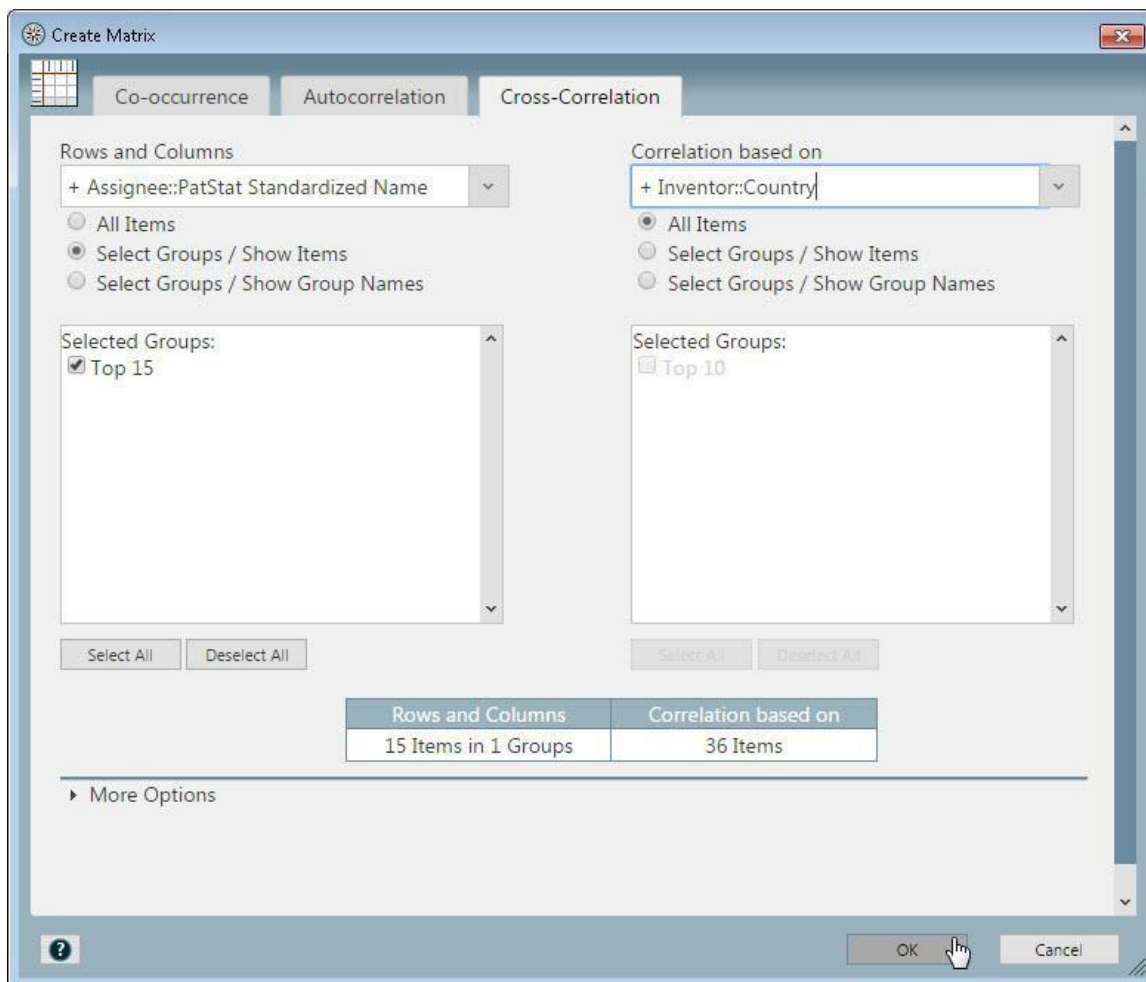 Create Matrix
Co-occurrence
Autocorrelation
Cross-Correlation
Rows and Columns
+ Assignee::PatStat Standardized Name
All Items
Select Groups / Show Items
Select Groups / Show Group Names
Selected Groups:
Top 15
Select All
Deselect All
Correlation based on
+ Inventor::Country
All Items
Select Groups / Show Items
Select Groups / Show Group Names
Selected Groups:
Top 10
Select All
Deselect All
Rows and Columns
Correlation based on
15 Items in 1 Groups
36 Items
More Options
?
OK
Cancel